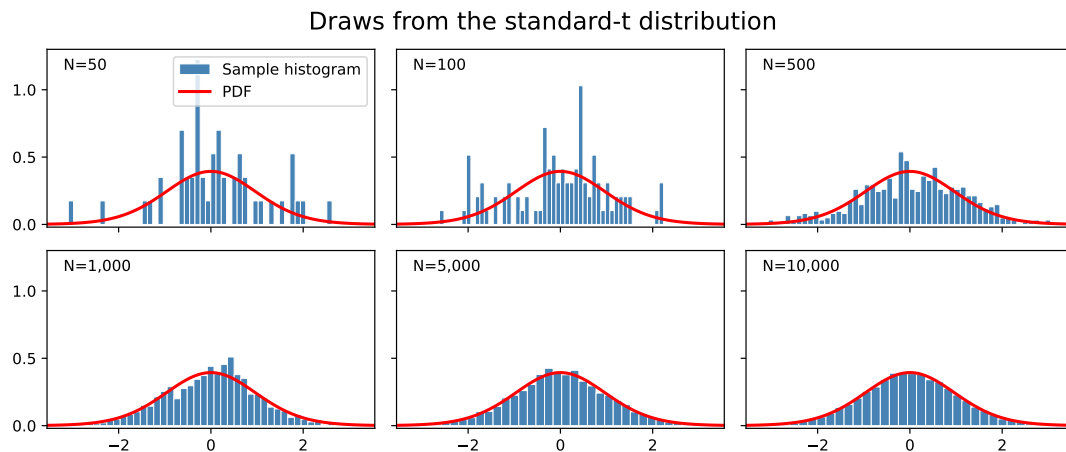 Draws from the standard-t distribution
N=50
Sample histogram
PDF
N=100
N=500
1.0
0.5
0.0
N=1,000
N=5,000
N=10,000
1.0
0.5
0.0
−2
0
2
−2
0
2
−2
0
2